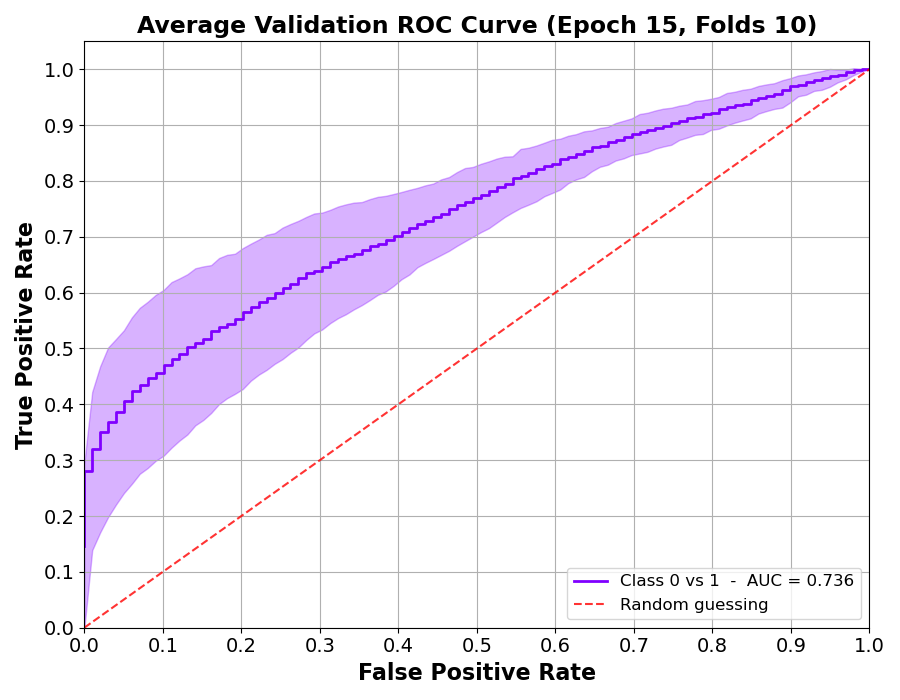 Average Validation ROC Curve (Epoch 15, Folds 10)
True Positive Rate
1.0
0.9
0.8
0.7
0.6
0.5
0.4
0.3
0.2
0.1
0.0
Class 0 vs 1 - AUC = 0.736
Random guessing
0.0 0.1 0.2 0.3 0.4 0.5 0.6 0.7 0.8 0.9 1.0
False Positive Rate